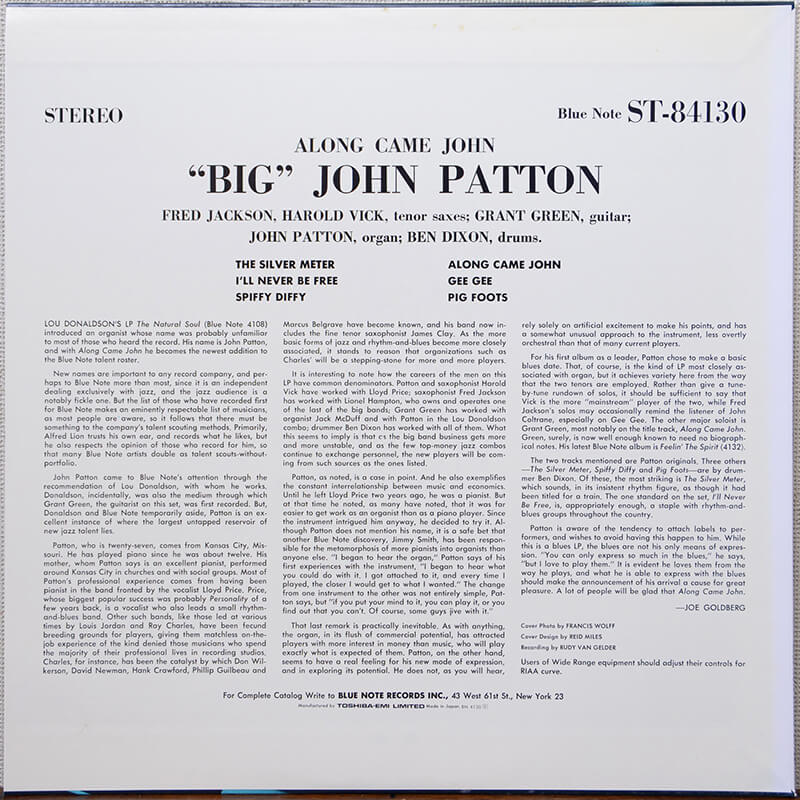 STEREO
Blue Note ST-84130
ALONG CAME JOHN
“BIG” JOHN PATTON
FRED JACKSON, HAROLD VICK, tenor saxes; GRANT GREEN, guitar;
JOHN PATTON, organ; BEN DIXON, drums.
THE SILVER METER
I'LL NEVER BE FREE
SPIFFY DIFFY
ALONG CAME JOHN
GEE GEE
PIG FOOTS
LOU DONALDSON'S LP The Natural Soul (Blue Note 4108)
introduced an organist whose name was probably unfamiliar
to most of those who heard the record. His name is John Patton,
and with Along Came John he becomes the newest addition to
the Blue Note talent roster.
New names are important to any record company, and per-
haps to Blue Note more than most, since it is an independent
dealing exclusively with jazz, and the jazz audience is a
notably fickle one. But the list of those who have recorded first
for Blue Note makes an eminently respectable list of musicians,
as most people are aware, so it follows that there must be
something to the company's talent scouting methods. Primarily,
Alfred Lion trusts his own ear, and records what he likes, but
he also respects the opinion of those who record for him, so
that many Blue Note artists double as talent scouts-without-
portfolio.
John Patton came to Blue Note's attention through the
recommendation of Lou Donaldson, with whom he works.
Donaldson, incidentally, was also the medium through which
Grant Green, the guitarist on this set, was first recorded. But,
Donaldson and Blue Note temporarily aside, Patton is an ex-
cellent instance of where the largest untapped reservoir of
new jazz talent lies.
Patton, who is twenty-seven, comes from Kansas City, Mis-
souri. He has played piano since he was about twelve. His
mother, whom Patton says is an excellent pianist, performed
around Kansas City in churches and with social groups. Most of
Patton's professional experience comes from having been
pianist in the band fronted by the vocalist Lloyd Price, Price,
whose biggest popular success was probably Personality of a
few years back, is a vocalist who also leads a small rhythm-
and-blues band. Other such bands, like those led at various
times by Louis Jordan and Ray Charles, have been fecund
breeding grounds for players, giving them matchless on-the-
job experience of the kind denied those musicians who spend
the majority of their professional lives in recording studios.
Charles, for instance, has been the catalyst by which Don Wil-
kerson, David Newman, Hank Crawford, Phillip Guilbeau and
Marcus Belgrave have become known, and his band now in-
cludes the fine tenor saxophonist James Clay. As the more
basic forms of jazz and rhythm-and-blues become more closely
associated, it stands to reason that organizations such as
Charles' will be a stepping-stone for more and more players.
It is interesting to note how the careers of the men on this
LP have common denominators. Patton and saxophonist Harold
Vick have worked with Lloyd Price; saxophonist Fred Jackson
has worked with Lionel Hampton, who owns and operates one
of the last of the big bands; Grant Green has worked with
organist Jack McDuff and with Patton in the Lou Donaldson
combo; drummer Ben Dixon has worked with all of them. What
this seems to imply is that as the big band business gets more
and more unstable, and as the few top-money jazz combos
continue to exchange personnel, the new players will be com-
ing from such sources as the ones listed.
Patton, as noted, is a case in point. And he also exemplifies
the constant interrelationship between music and economics.
Until he left Lloyd Price two years ago, he was a pianist. But
at that time he noted, as many have noted, that it was far
easier to get work as an organist than as a piano player. Since
the instrument intrigued him anyway, he decided to try it. Al-
though Patton does not mention his name, it is a safe bet that
another Blue Note discovery, Jimmy Smith, has been respon-
sible for the metamorphosis of more pianists into organists than
anyone else. "I began to hear the organ", Patton says of his
first experiences with the instrument, "I began to hear what
you could do with it. I got attached to it, and every time I
played, the closer I would get to what I wanted." The change
from one instrument to the other was not entirely simple, Pat-
ton says, but "if you put your mind to it, you can play it, or you
find out that you can't. Of course, some guys jive with it."
That last remark is practically inevitable. As with anything,
the organ, in its flush of commercial potential, has attracted
players with more interest in money than music, who will play
exactly what is expected of them. Patton, on the other hand,
seems to have a real feeling for his new mode of expression,
and in exploring its potential. He does not, as you will hear,
rely solely on artificial excitement to make his points, and has
a somewhat unusual approach to the instrument, less overtly
orchestral than that of many current players.
For his first album as a leader, Patton chose to make a basic
blues date. That, of course, is the kind of LP most closely as-
sociated with organ, but it achieves variety here from the way
that the two tenors are employed. Rather than give a tune-
by-tune rundown of solos, it should be sufficient to say that
Vick is the more "mainstream" player of the two, while Fred
Jackson's solos may occasionally remind the listener of John
Coltrane, especially on Gee Gee. The other major soloist is
Grant Green, most notably on the title track, Along Came John.
Green, surely, is now well enough known to need no biograph-
ical notes. His latest Blue Note album is Feelin' The Spirit (4132).
The two tracks mentioned are Patton originals. Three others
—The Silver Meter, Spiffy Diffy and Pig Foots—are by drum-
mer Ben Dixon. Of these, the most striking is The Silver Meter,
which sounds, in its insistent rhythm figure, as though it had
been titled for a train. The one standard on the set, I'll Never
Be Free, is, appropriately enough, a staple with rhythm-and-
blues groups throughout the country.
Patton is aware of the tendency to attach labels to per-
formers, and wishes to avoid having this happen to him. While
this is a blues LP, the blues are not his only means of expres-
sion. "You can only express so much in the blues," he says,
"but I love to play them." It is evident he loves them from the
way he plays, and what he is able to express with the blues
should make the announcement of his arrival a cause for great
pleasure. A lot of people will be glad that Along Came John.
—JOE GOLDBERG
Cover Photo by FRANCIS WOLFF
Cover Design by REID MILES
Recording by RUDY VAN GELDER
Users of Wide Range equipment should adjust their controls for
RIAA curve.
For Complete Catalog Write to BLUE NOTE RECORDS INC., 43 West 61st St., New York 23
Manufactured by TOSHIBA-EMI LIMITED Made in Japan